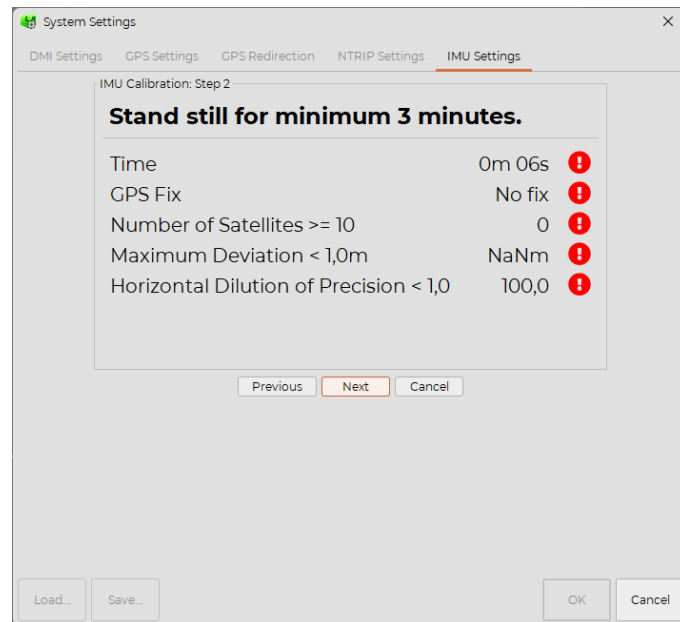 System Settings
DMI Settings GPS Settings GPS Redirection NTRIP Settings IMU Settings
IMU Calibration: Step 2
Stand still for minimum 3 minutes.
Time 0m 06s
GPS Fix No fix
Number of Satellites >= 10 0
Maximum Deviation < 1,0m NaNm
Horizontal Dilution of Precision < 1,0 100,0
Previous Next Cancel
Load... Save... OK Cancel